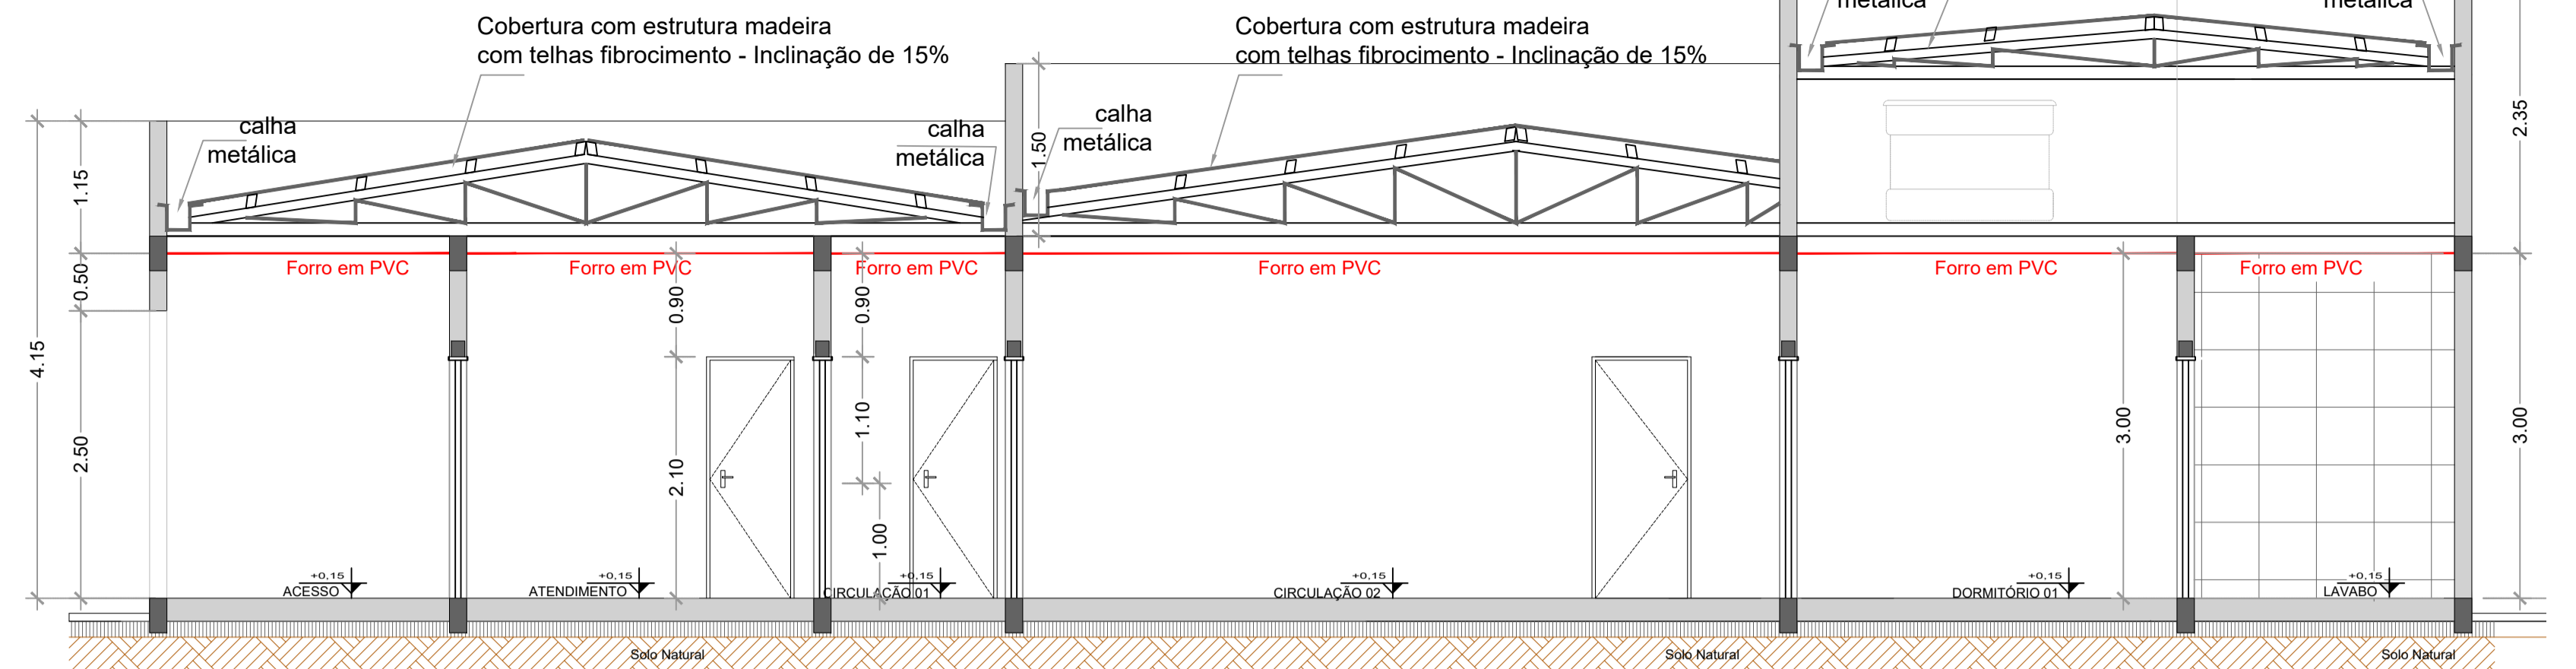 metálica
metálica
Cobertura com estrutura madeira
com telhas fibrocimento - Inclinação de 15%
Cobertura com estrutura madeira
com telhas fibrocimento - Inclinação de 15%
calha
metálica
calha
metálica
calha
metálica
1.50
2.35
1.15
0.50
4.15
2.50
Forro em PVC
Forro em PVC
Forro em PVC
Forro em PVC
Forro em PVC
Forro em PVC
0.90
0.90
2.10
1.10
1.00
3.00
3.00
+0,15
ACESSO
+0,15
ATENDIMENTO
+0,15
CIRCULAÇÃO 01
+0,15
CIRCULAÇÃO 02
+0,15
DORMITÓRIO 01
+0,15
LAVABO
Solo Natural
Solo Natural
Solo Natural